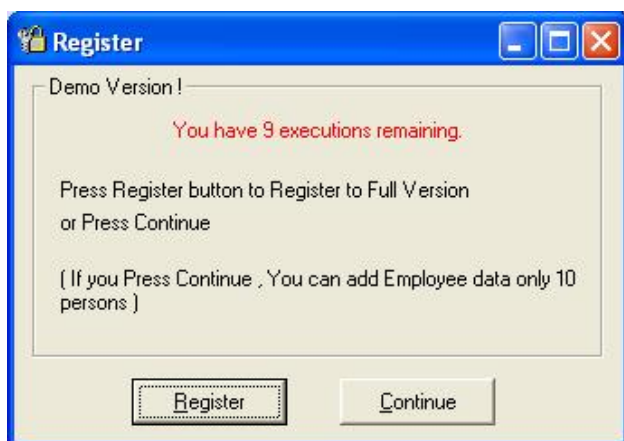 Register
Demo Version !
You have 9 executions remaining.
Press Register button to Register to Full Version
or Press Continue
( If you Press Continue , You can add Employee data only 10
persons )
Register
Continue